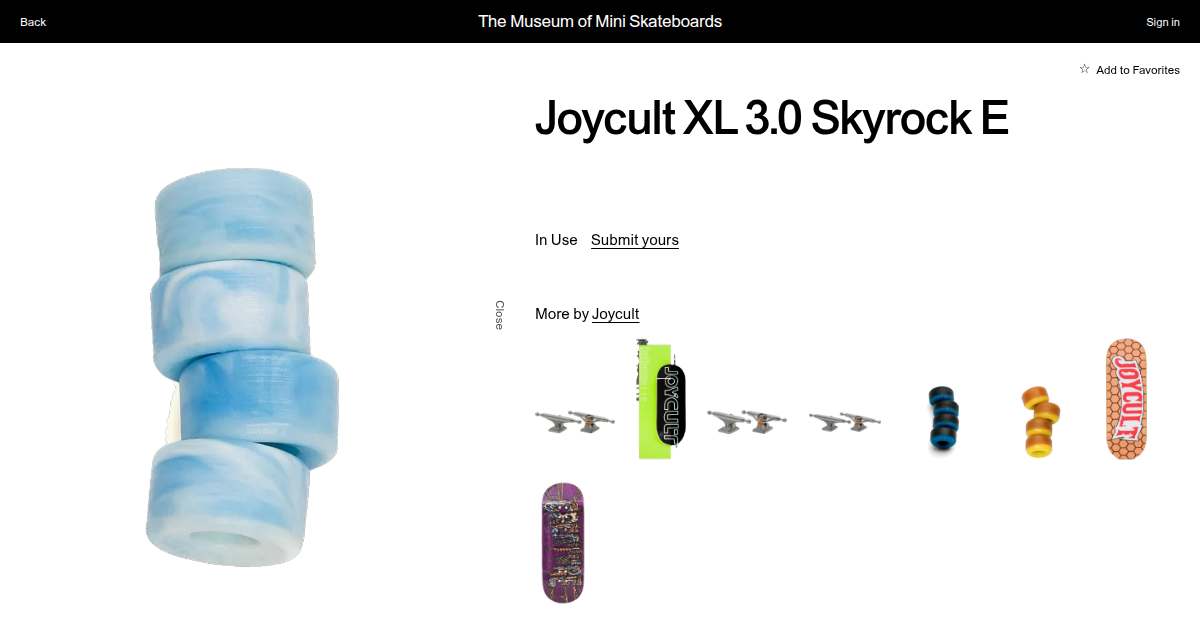 Back
The Museum of Mini Skateboards
Sign in
☆ Add to Favorites
Joycult XL 3.0 Skyrock E
In Use Submit yours
Close
More by Joycult
JOYCULT
JOYCULT